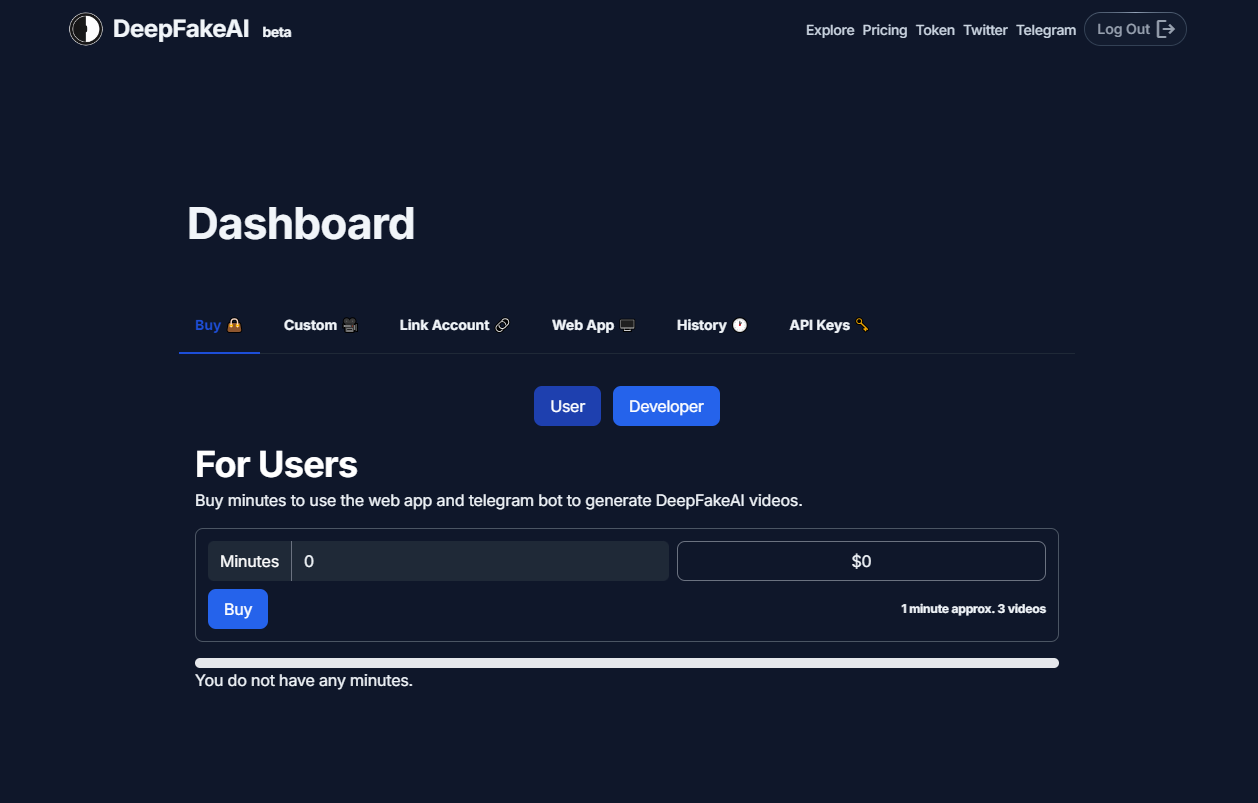 DeepFakeAI beta
Explore Pricing Token Twitter Telegram Log Out
Dashboard
Buy Custom Link Account Web App History API Keys
User Developer
For Users
Buy minutes to use the web app and telegram bot to generate DeepFakeAI videos.
Minutes 0 $0
Buy 1 minute approx. 3 videos
You do not have any minutes.